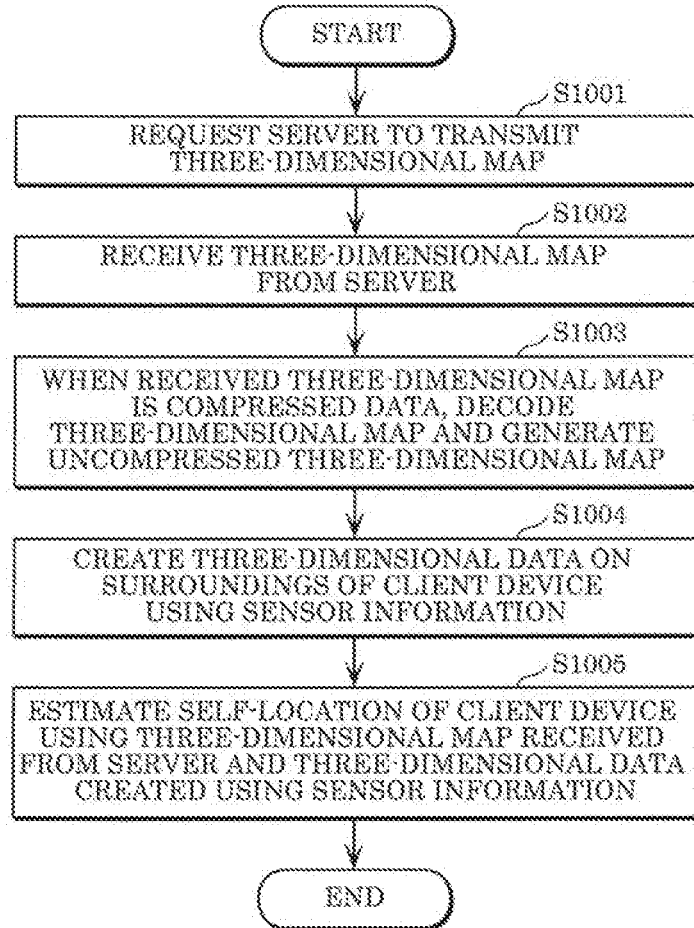 START
S1001
REQUEST SERVER TO TRANSMIT
THREE-DIMENSIONAL MAP
S1002
RECEIVE THREE-DIMENSIONAL MAP
FROM SERVER
S1003
WHEN RECEIVED THREE-DIMENSIONAL MAP
IS COMPRESSED DATA, DECODE
THREE-DIMENSIONAL MAP AND GENERATE
UNCOMPRESSED THREE-DIMENSIONAL MAP
S1004
CREATE THREE-DIMENSIONAL DATA ON
SURROUNDINGS OF CLIENT DEVICE
USING SENSOR INFORMATION
S1005
ESTIMATE SELF-LOCATION OF CLIENT DEVICE
USING THREE-DIMENSIONAL MAP RECEIVED
FROM SERVER AND THREE-DIMENSIONAL DATA
CREATED USING SENSOR INFORMATION
END